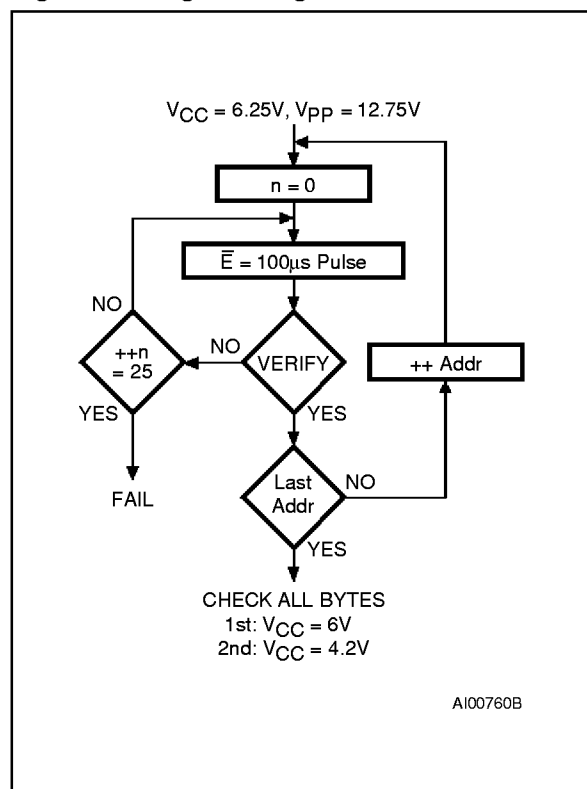 VCC = 6.25V, VPP = 12.75V
n = 0
E̅ = 100µs Pulse
NO
++n
= 25
NO
VERIFY
++ Addr
YES
YES
Last
Addr
NO
FAIL
YES
CHECK ALL BYTES
1st: VCC = 6V
2nd: VCC = 4.2V
AI00760B